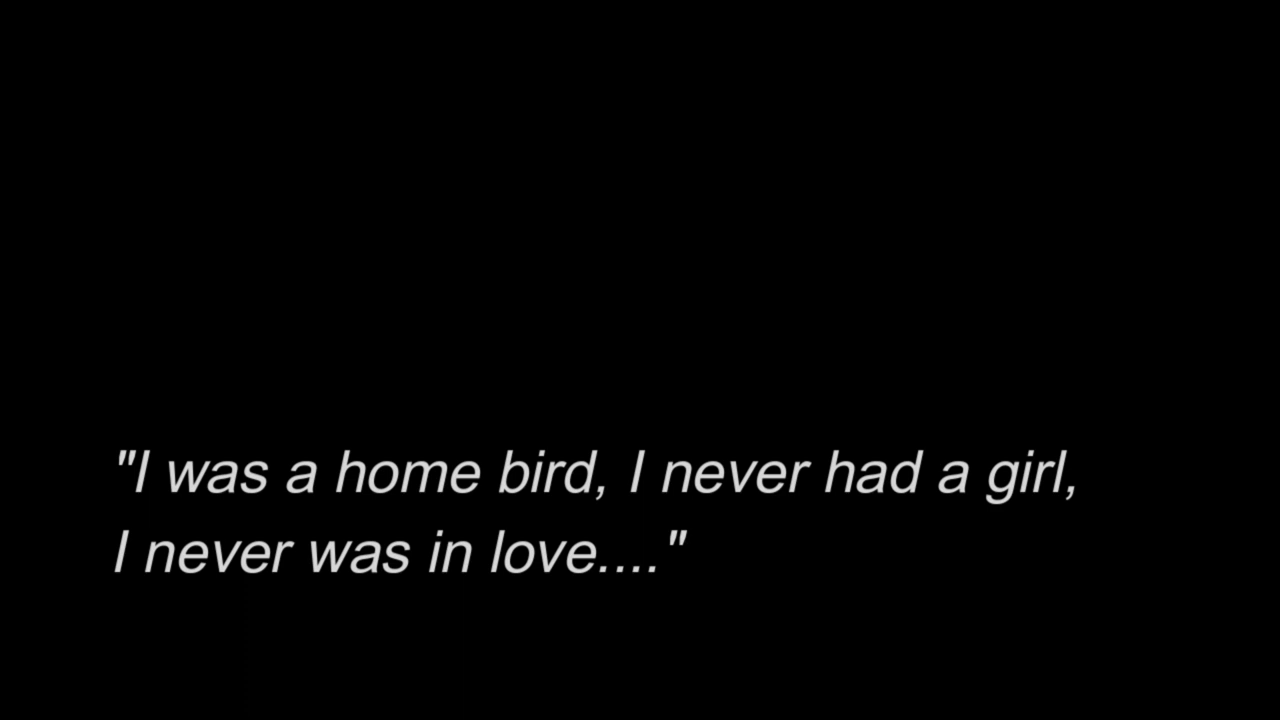 "I was a home bird, I never had a girl,
I never was in love...."